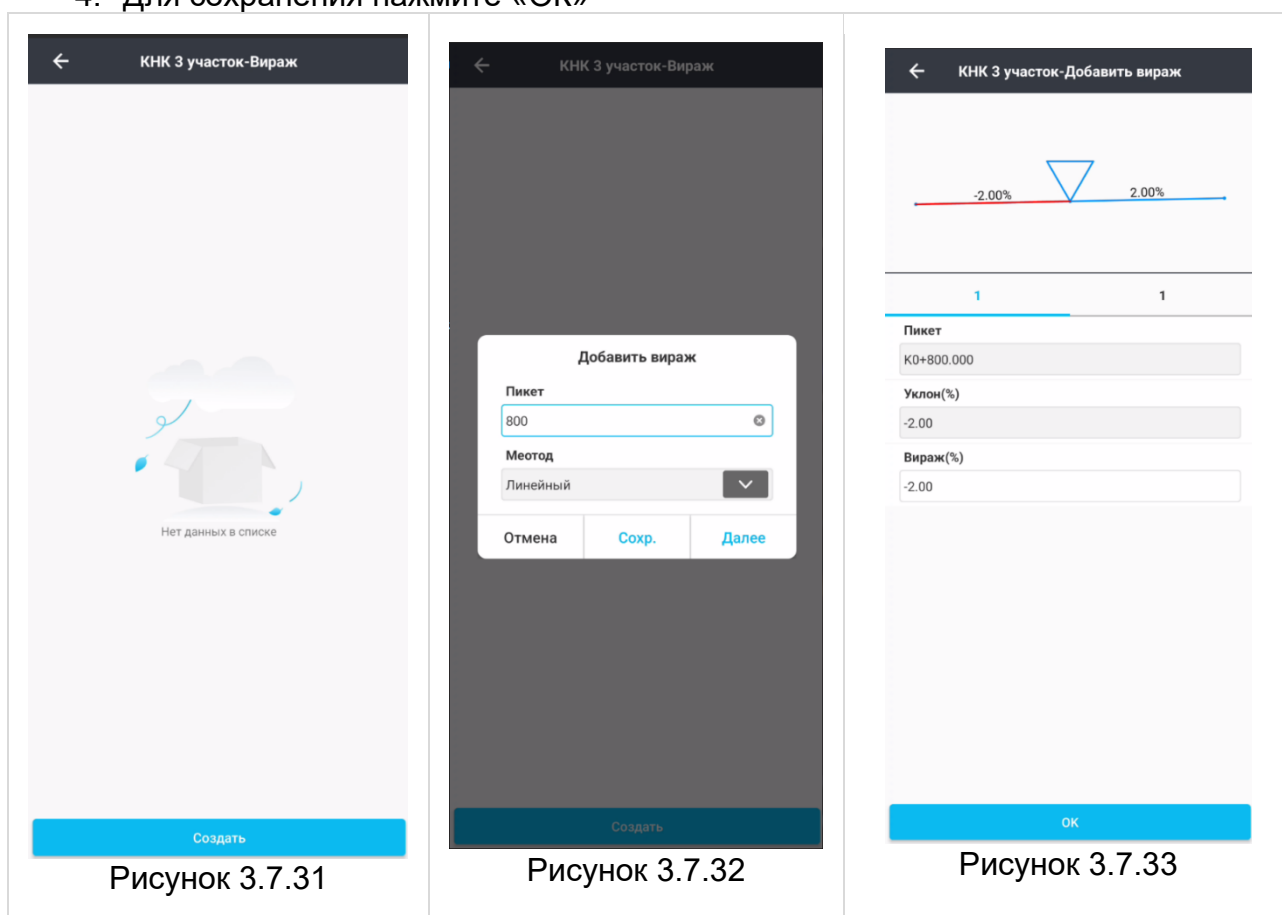 4. Для сохранения нажмите «ОК»
КНК 3 участок-Вираж
Нет данных в списке
Создать
Рисунок 3.7.31
КНК 3 участок-Вираж
Добавить вираж
Пикет
800
Меотод
Линейный
Отмена Сохр. Далее
Создать
Рисунок 3.7.32
КНК 3 участок-Добавить вираж
-2.00% 2.00%
1 1
Пикет
K0+800.000
Уклон(%)
-2.00
Вираж(%)
-2.00
ОК
Рисунок 3.7.33